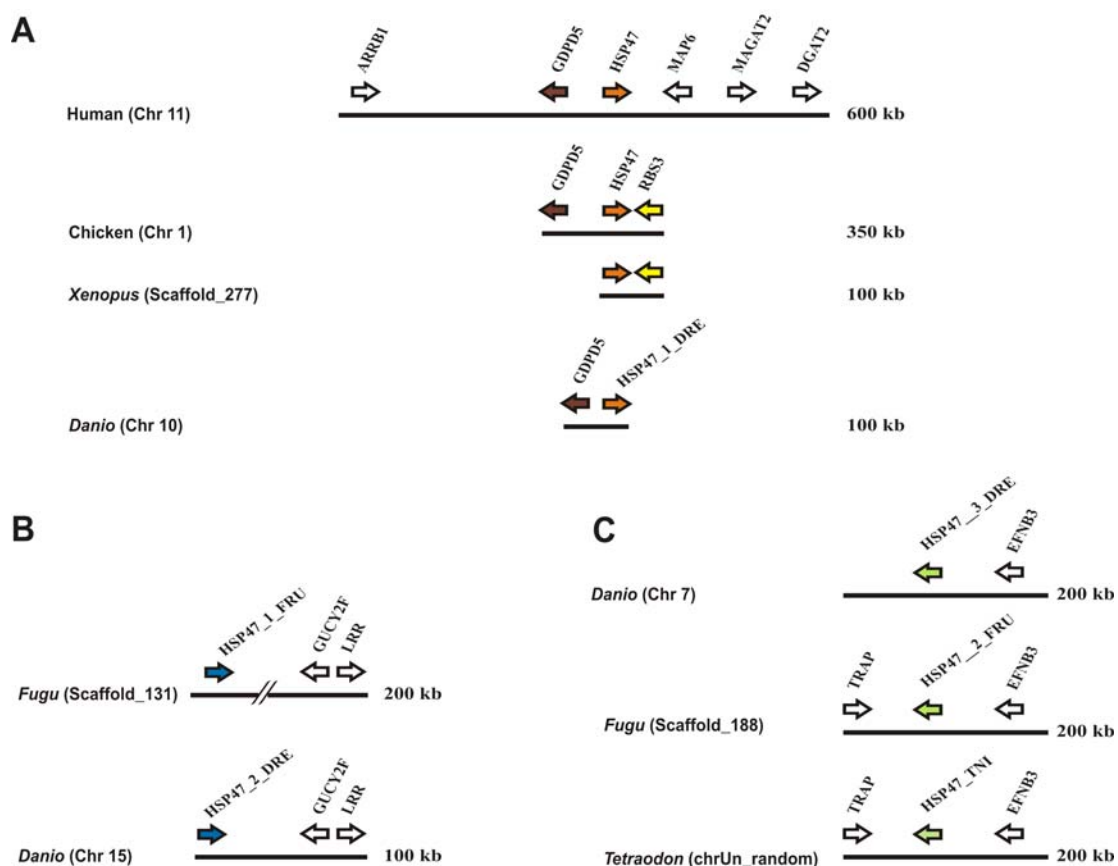 A
ARRB1 GDPD5 HSP47 MAP6 MAGAT2 DGAT2
Human (Chr 11) 600 kb
GDPD5 HSP47 RBS3
Chicken (Chr 1) 350 kb
Xenopus (Scaffold_277) 100 kb
GDPD5 HSP47_1_DRE
Danio (Chr 10) 100 kb
B
HSP47_1_FRU GUCY2F LRR
Fugu (Scaffold_131) 200 kb
HSP47_2_DRE GUCY2F LRR
Danio (Chr 15) 100 kb
C
HSP47__3_DRE EFNB3
Danio (Chr 7) 200 kb
TRAP HSP47__2_FRU EFNB3
Fugu (Scaffold_188) 200 kb
TRAP HSP47_TNI EFNB3
Tetraodon (chrUn_random) 200 kb